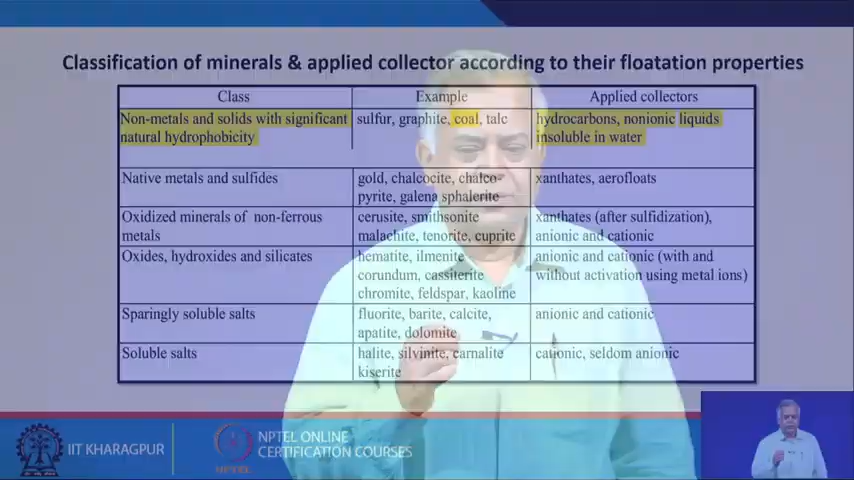 Classification of minerals & applied collector according to their floatation properties
Class Example Applied collectors
Non-metals and solids with significant sulfur, graphite, coal, talc hydrocarbons, nonionic liquids
natural hydrophobicity insoluble in water
Native metals and sulfides gold, chalcocite, chalco- xanthates, aerofloats
pyrite, galena sphalerite
Oxidized minerals of non-ferrous cerusite, smithsonite xanthates (after sulfidization),
metals malachite, tenorite, cuprite anionic and cationic
Oxides, hydroxides and silicates hematite, ilmenite anionic and cationic (with and
corundum, cassiterite without activation using metal ions)
chromite, feldspar, kaoline
Sparingly soluble salts fluorite, barite, calcite, anionic and cationic
apatite, dolomite
Soluble salts halite, silvinite, carnalite cationic, seldom anionic
kiserite
IIT KHARAGPUR
NPTEL
NPTEL ONLINE
CERTIFICATION COURSES